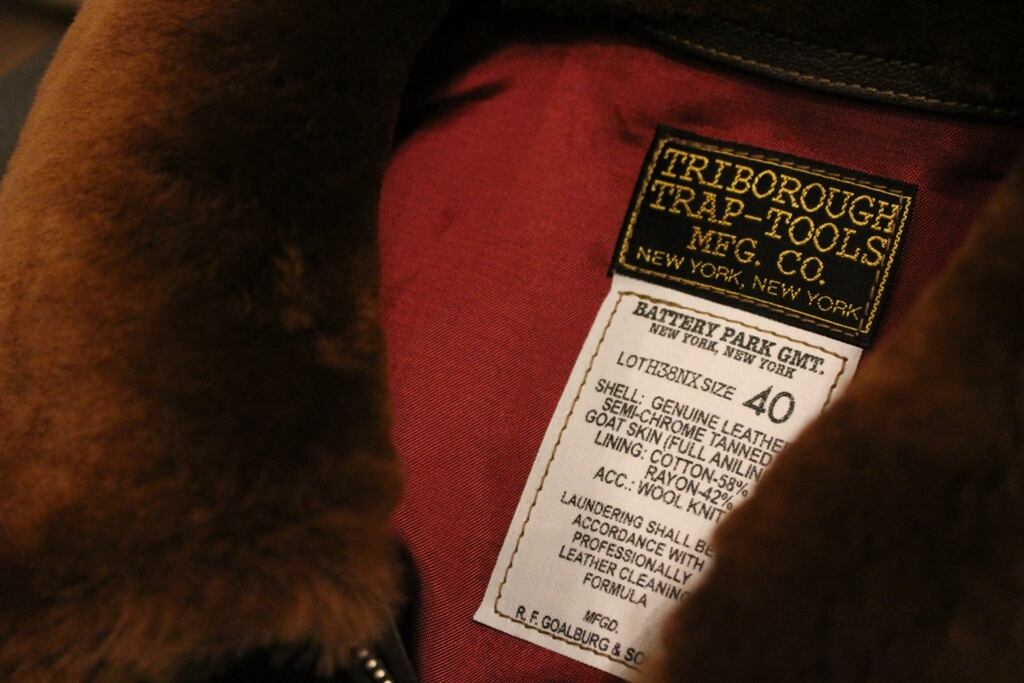 TRIBOROUGH
TRAP-TOOLS
MFG. CO.
NEW YORK, NEW YORK
BATTERY PARK GMT.
NEW YORK, NEW YORK
LOTH38NX SIZE 40
SHELL: GENUINE LEATHE
SEMI-CHROME TANNED
GOAT SKIN (FULL ANILIN
LINING: COTTON-58%
RAYON-42%
ACC.: WOOL KNIT
LAUNDERING SHALL BE
ACCORDANCE WITH
PROFESSIONALLY
LEATHER CLEANING
FORMULA
MFGD.
R. F. GOALBURG & SO